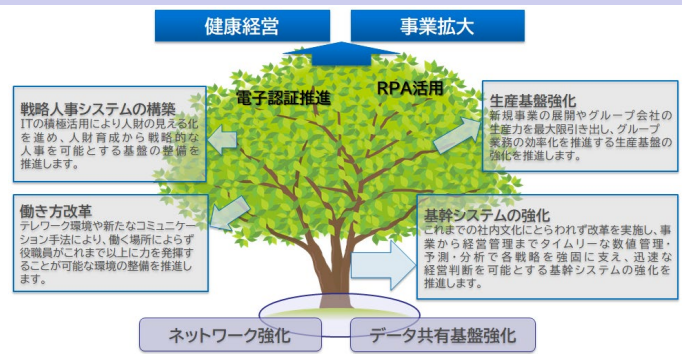 健康経営
事業拡大
電子認証推進
RPA活用
戦略人事システムの構築
ITの積極活用により人財の見える化
を進め、人財育成から戦略的な
人事を可能とする基盤の整備を
推進します。
生産基盤強化
新規事業の展開やグループ会社の
生産力を最大限引き出し、グループ
業務の効率化を推進する生産基盤の
強化を推進します。
働き方改革
テレワーク環境や新たなコミュニケー
ション手法により、働く場所によらず
役職員がこれまで以上に力を発揮す
ることが可能な環境の整備を推進し
ます。
基幹システムの強化
これまでの社内文化にとらわれず改革を実施し、事
業から経営管理までタイムリーな数値管理・
予測・分析で各戦略を強固に支え、迅速な
経営判断を可能とする基幹システムの強化を
推進します。
ネットワーク強化
データ共有基盤強化